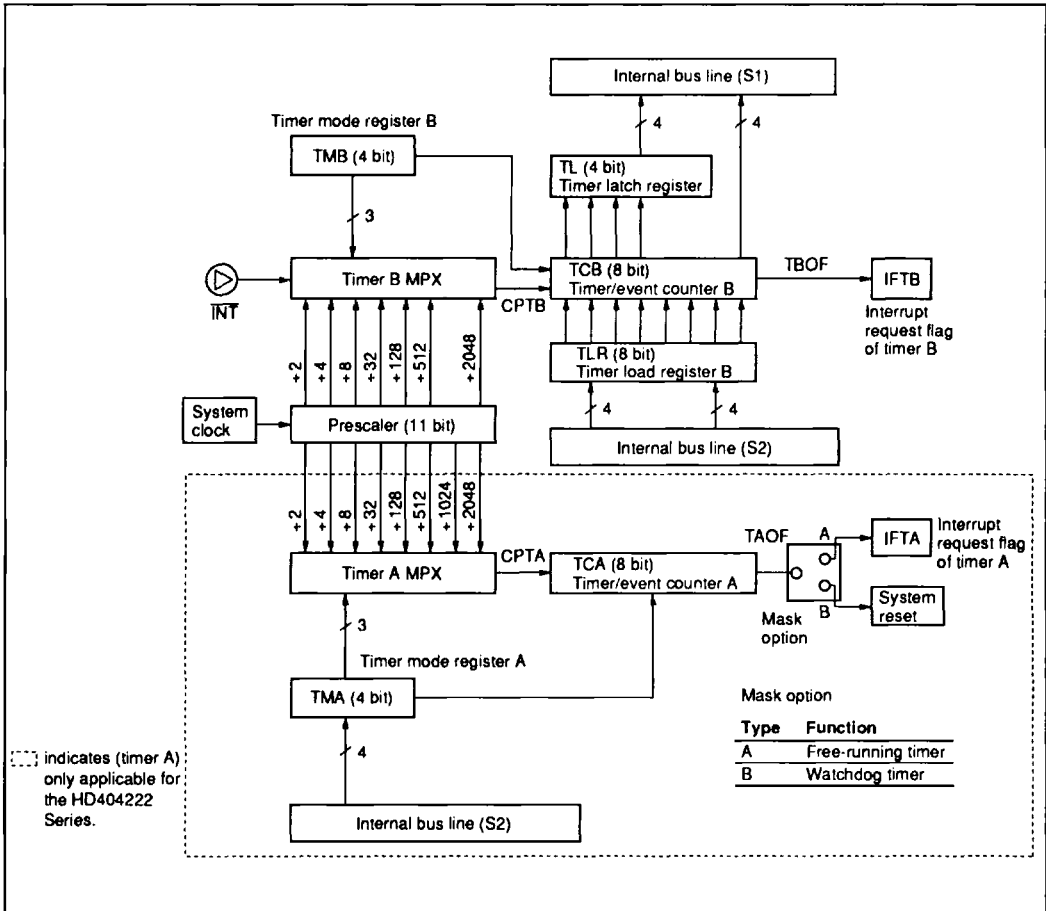 Internal bus line (S1)
4
4
Timer mode register B
TMB (4 bit)
TL (4 bit)
Timer latch register
3
INT
Timer B MPX
CPTB
TCB (8 bit)
Timer/event counter B
TBOF
IFTB
Interrupt
request flag
of timer B
÷2
÷4
÷8
÷32
÷128
÷512
÷2048
TLR (8 bit)
Timer load register B
4
4
System
clock
Prescaler (11 bit)
Internal bus line (S2)
÷2
÷4
÷8
÷32
÷128
÷512
÷1024
÷2048
Timer A MPX
CPTA
TCA (8 bit)
Timer/event counter A
TAOF
A
B
Mask
option
IFTA
Interrupt
request flag
of timer A
System
reset
3
Timer mode register A
TMA (4 bit)
4
Internal bus line (S2)
Mask option
Type Function
A Free-running timer
B Watchdog timer
indicates (timer A)
only applicable for
the HD404222
Series.